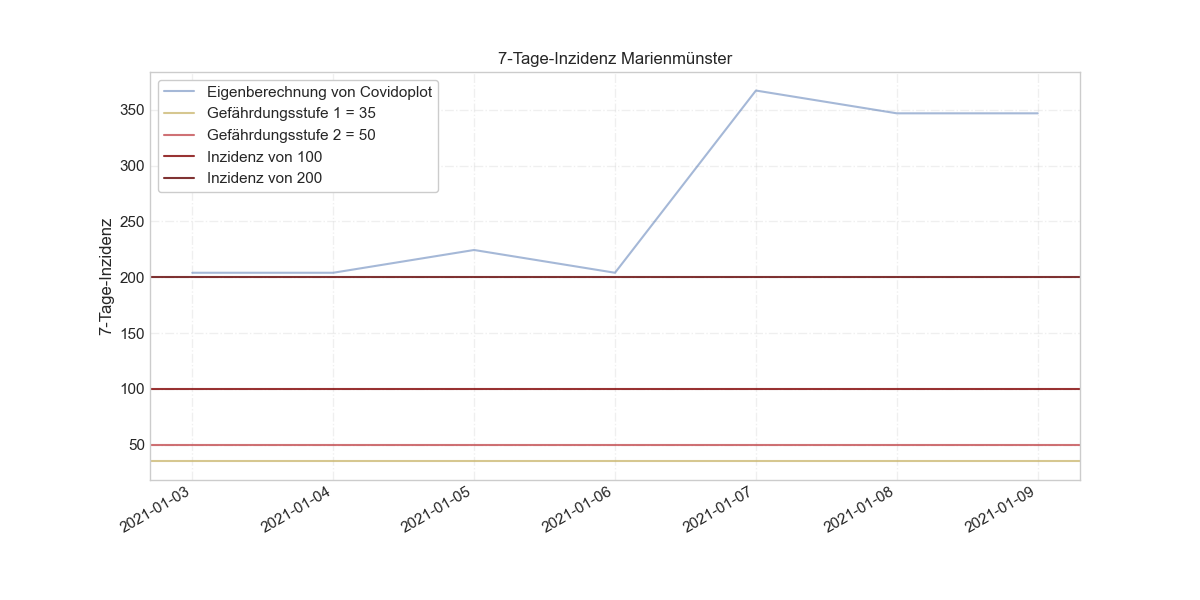 7-Tage-Inzidenz Marienmünster
Eigenberechnung von Covidoplot
Gefährdungsstufe 1 = 35
Gefährdungsstufe 2 = 50
Inzidenz von 100
Inzidenz von 200
7-Tage-Inzidenz
350
300
250
200
150
100
50
2021-01-03
2021-01-04
2021-01-05
2021-01-06
2021-01-07
2021-01-08
2021-01-09